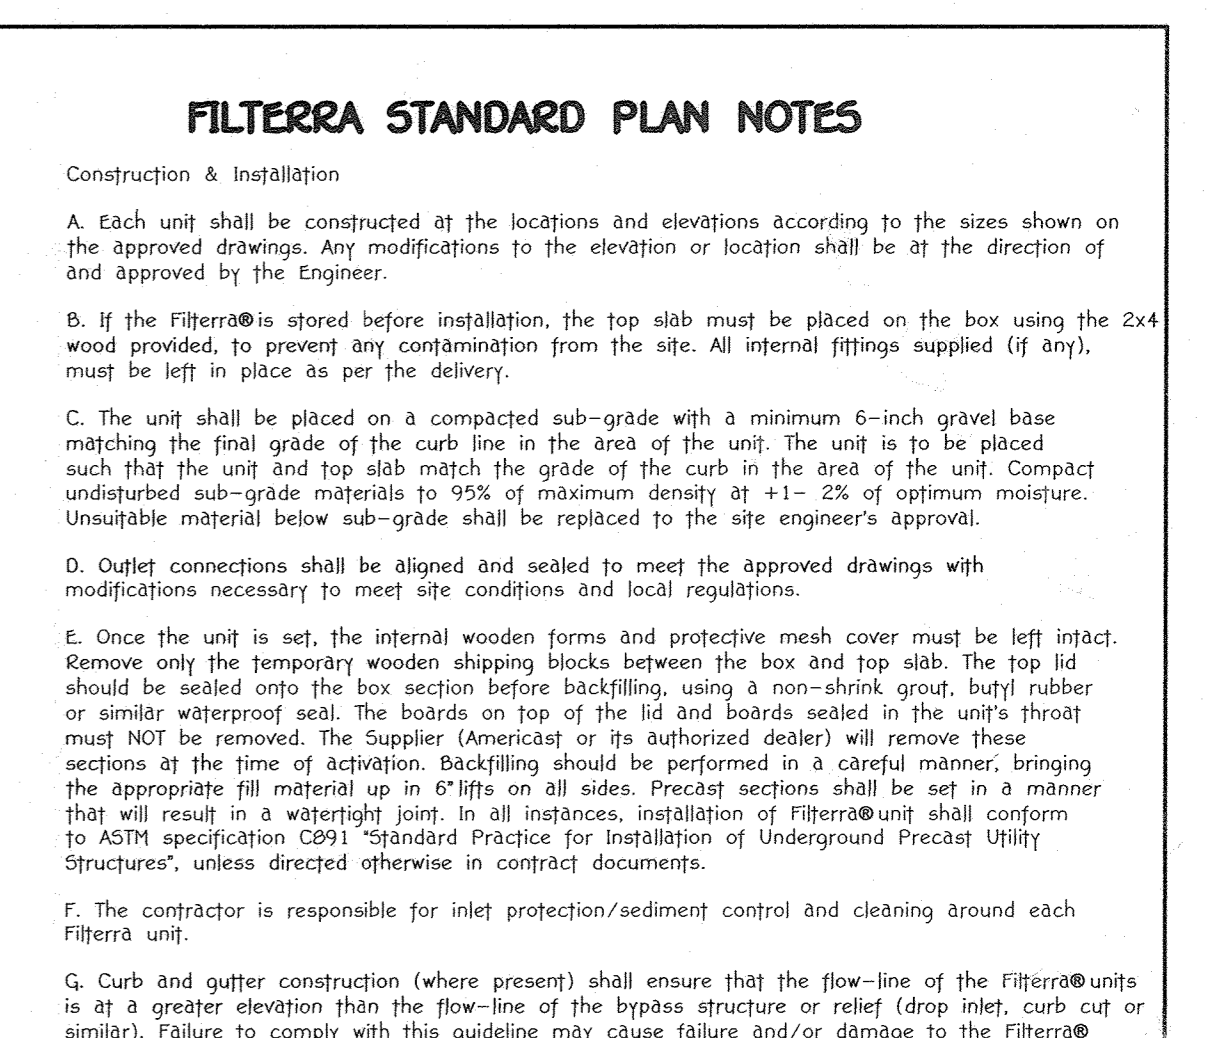 FILTERRA STANDARD PLAN NOTES
Construction & Installation
A. Each unit shall be constructed at the locations and elevations according to the sizes shown on
the approved drawings. Any modifications to the elevation or location shall be at the direction of
and approved by the Engineer.
B. If the Filterra® is stored before installation, the top slab must be placed on the box using the 2x4
wood provided, to prevent any contamination from the site. All internal fittings supplied (if any),
must be left in place as per the delivery.
C. The unit shall be placed on a compacted sub-grade with a minimum 6-inch gravel base
matching the final grade of the curb line in the area of the unit. The unit is to be placed
such that the unit and top slab match the grade of the curb in the area of the unit. Compact
undisturbed sub-grade materials to 95% of maximum density at +1- 2% of optimum moisture.
Unsuitable material below sub-grade shall be replaced to the site engineer's approval.
D. Outlet connections shall be aligned and sealed to meet the approved drawings with
modifications necessary to meet site conditions and local regulations.
E. Once the unit is set, the internal wooden forms and protective mesh cover must be left intact.
Remove only the temporary wooden shipping blocks between the box and top slab. The top lid
should be sealed onto the box section before backfilling, using a non-shrink grout, butyl rubber
or similar waterproof seal. The boards on top of the lid and boards sealed in the unit's throat
must NOT be removed. The Supplier (Americast or its authorized dealer) will remove these
sections at the time of activation. Backfilling should be performed in a careful manner, bringing
the appropriate fill material up in 6" lifts on all sides. Precast sections shall be set in a manner
that will result in a watertight joint. In all instances, installation of Filterra® unit shall conform
to ASTM specification C891 "Standard Practice for Installation of Underground Precast Utility
Structures", unless directed otherwise in contract documents.
F. The contractor is responsible for inlet protection/sediment control and cleaning around each
Filterra unit.
G. Curb and gutter construction (where present) shall ensure that the flow-line of the Filterra® units
is at a greater elevation than the flow-line of the bypass structure or relief (drop inlet, curb cut or
similar). Failure to comply with this guideline may cause failure and/or damage to the Filterra®